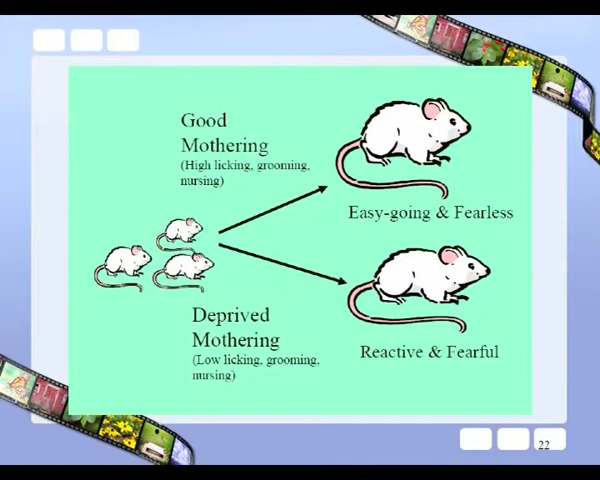 Good
Mothering
(High licking, grooming,
nursing)
Easy-going & Fearless
Deprived
Mothering
(Low licking, grooming,
nursing)
Reactive & Fearful
22